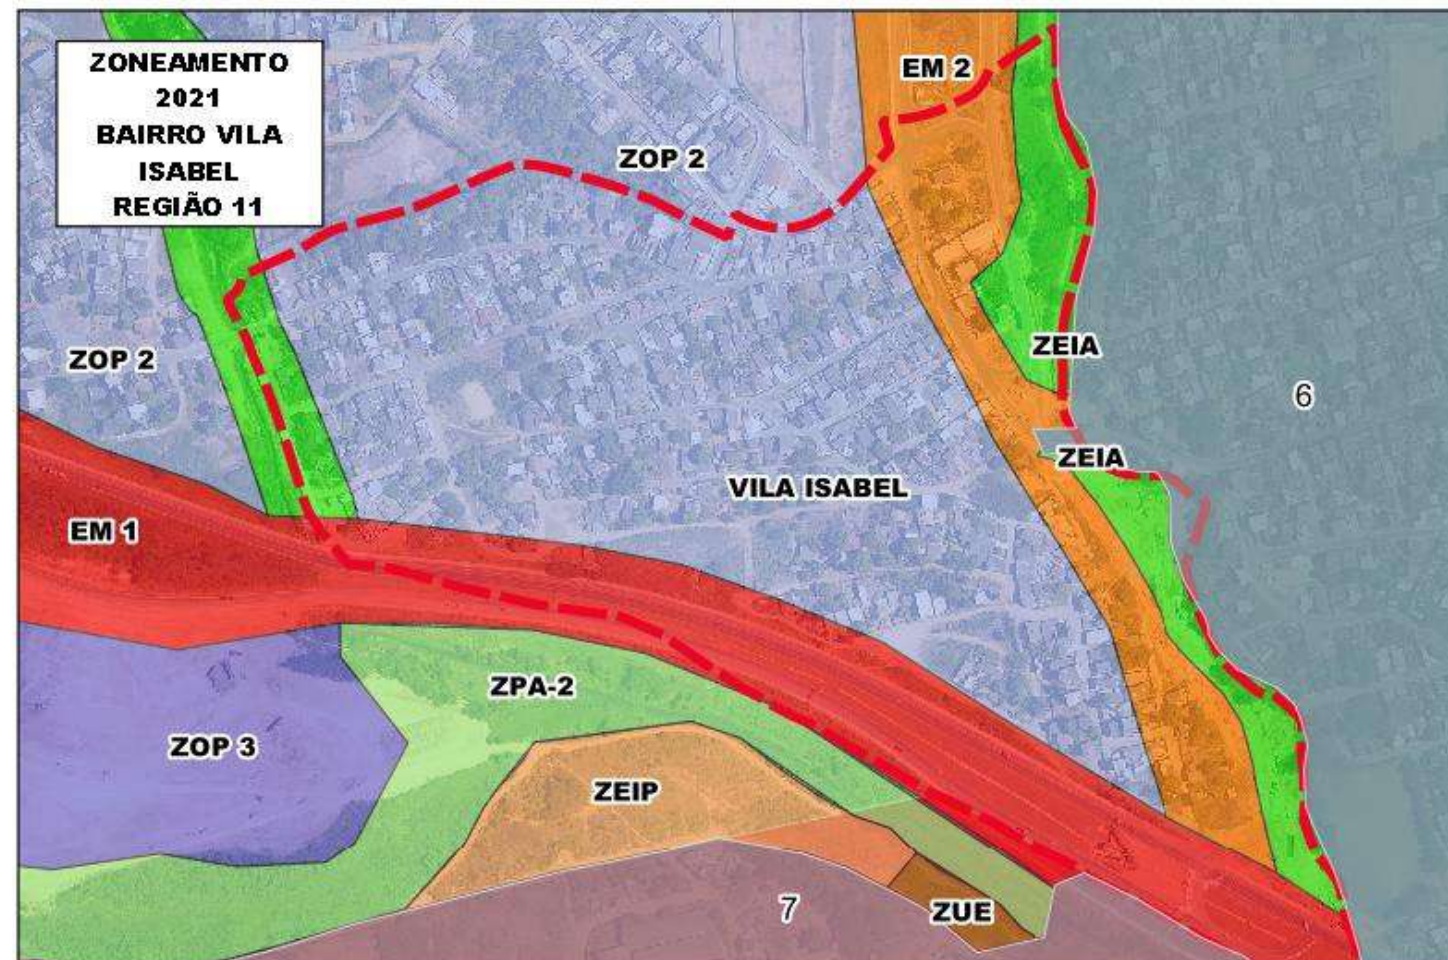 ZONEAMENTO
2021
BAIRRO VILA
ISABEL
REGIÃO 11
EM 2
ZOP 2
ZEIA
ZOP 2
6
ZEIA
VILA ISABEL
EM 1
ZPA-2
ZOP 3
ZEIP
7
ZUE